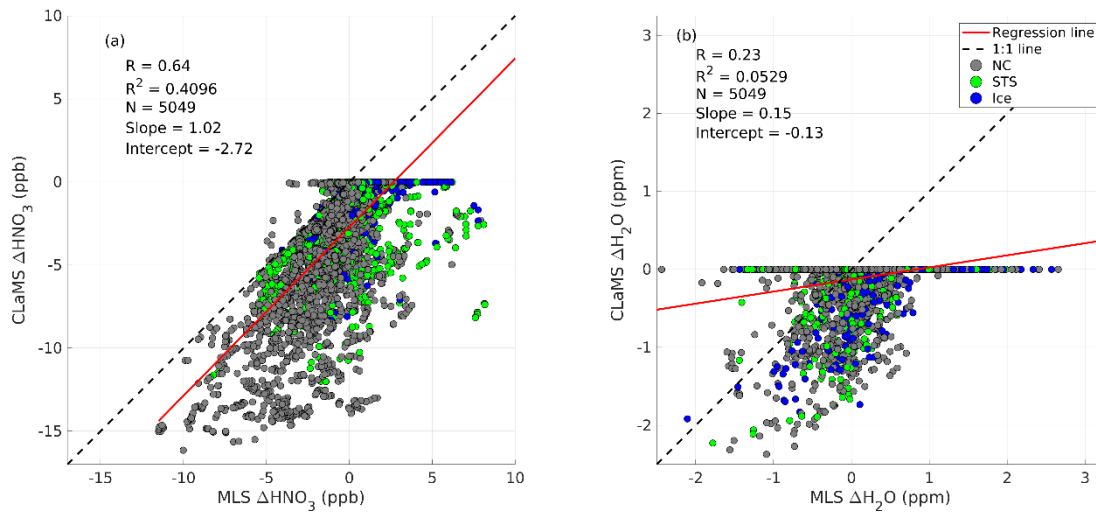 (a)
R = 0.64
R² = 0.4096
N = 5049
Slope = 1.02
Intercept = -2.72
10
5
0
-5
-10
-15
CLaMS ΔHNO₃ (ppb)
-15 -10 -5 0 5 10
MLS ΔHNO₃ (ppb)
(b)
R = 0.23
R² = 0.0529
N = 5049
Slope = 0.15
Intercept = -0.13
Regression line
1:1 line
NC
STS
Ice
3
2
1
0
-1
-2
CLaMS ΔH₂O (ppm)
-2 -1 0 1 2 3
MLS ΔH₂O (ppm)